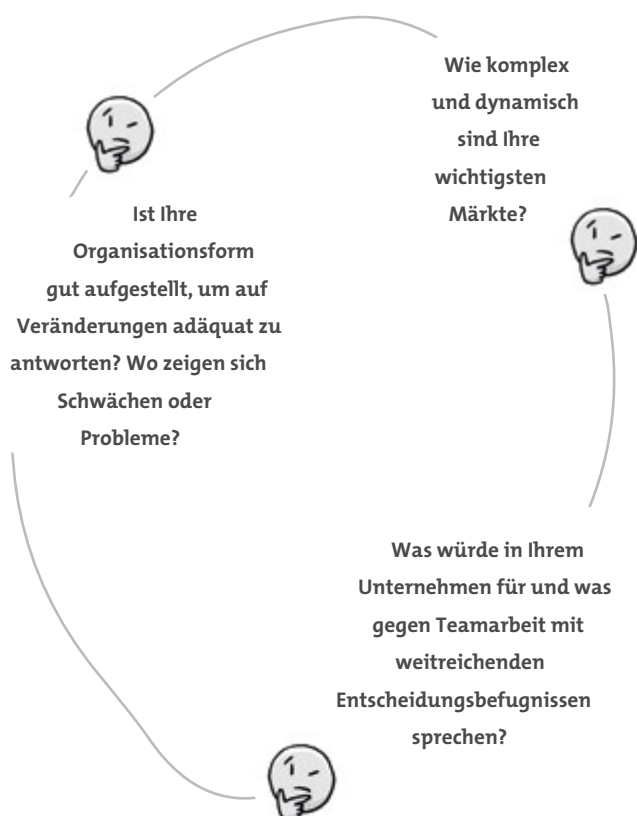 Wie komplex
und dynamisch
sind Ihre
wichtigsten
Märkte?
Ist Ihre
Organisationsform
gut aufgestellt, um auf
Veränderungen adäquat zu
antworten? Wo zeigen sich
Schwächen oder
Probleme?
Was würde in Ihrem
Unternehmen für und was
gegen Teamarbeit mit
weitreichenden
Entscheidungsbefugnissen
sprechen?